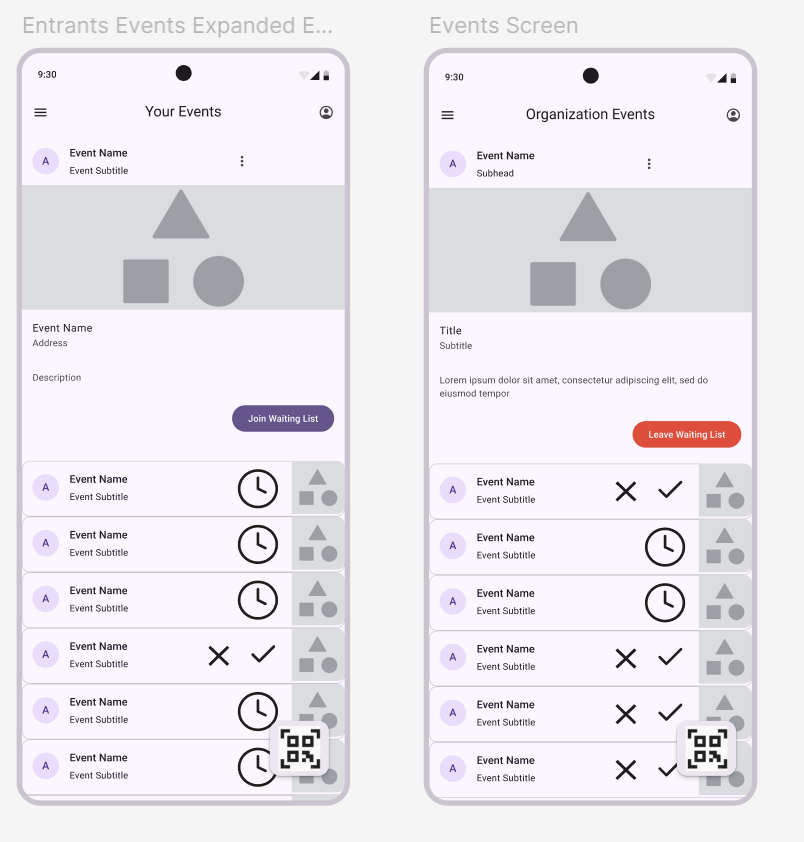 Entrants Events Expanded E...
9:30
Your Events
A
Event Name
Event Subtitle
Event Name
Address
Description
Join Waiting List
A
Event Name
Event Subtitle
A
Event Name
Event Subtitle
A
Event Name
Event Subtitle
A
Event Name
Event Subtitle
A
Event Name
Event Subtitle
A
Event Name
Event Subtitle
Events Screen
9:30
Organization Events
A
Event Name
Subhead
Title
Subtitle
Lorem ipsum dolor sit amet, consectetur adipiscing elit, sed do
eiusmod tempor
Leave Waiting List
A
Event Name
Event Subtitle
A
Event Name
Event Subtitle
A
Event Name
Event Subtitle
A
Event Name
Event Subtitle
A
Event Name
Event Subtitle
A
Event Name
Event Subtitle